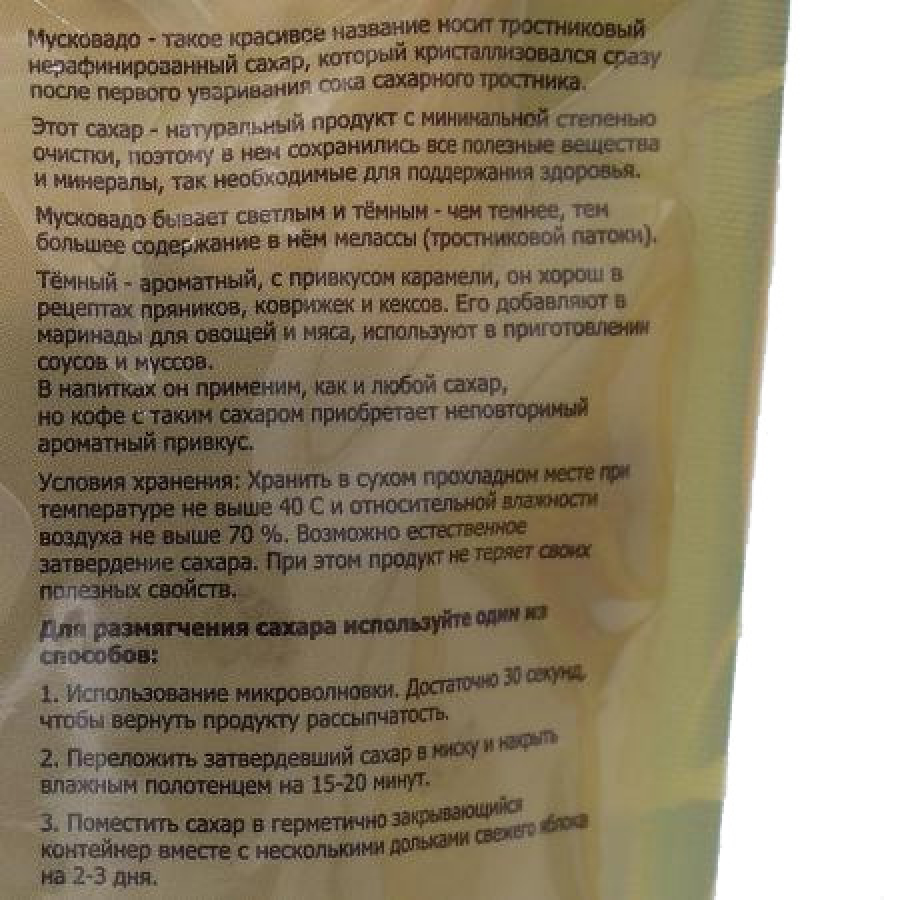 Мусковадо - такое красивое название носит тростниковый
нерафинированный сахар, который кристаллизовался сразу
после первого уваривания сока сахарного тростника.
Этот сахар - натуральный продукт с минимальной степенью
очистки, поэтому в нем сохранились все полезные вещества
и минералы, так необходимые для поддержания здоровья.
Мусковадо бывает светлым и тёмным - чем темнее, тем
большее содержание в нём мелассы (тростниковой патоки).
Тёмный - ароматный, с привкусом карамели, он хорош в
рецептах пряников, коврижек и кексов. Его добавляют в
маринады для овощей и мяса, используют в приготовлении
соусов и муссов.
В напитках он применим, как и любой сахар,
но кофе с таким сахаром приобретает неповторимый
ароматный привкус.
Условия хранения: Хранить в сухом прохладном месте при
температуре не выше 40 С и относительной влажности
воздуха не выше 70 %. Возможно естественное
затвердение сахара. При этом продукт не теряет своих
полезных свойств.
Для размягчения сахара используйте один из
способов:
1. Использование микроволновки. Достаточно 30 секунд,
чтобы вернуть продукту рассыпчатость.
2. Переложить затвердевший сахар в миску и накрыть
влажным полотенцем на 15-20 минут.
3. Поместить сахар в герметично закрывающийся
контейнер вместе с несколькими дольками свежего яблока
на 2-3 дня.